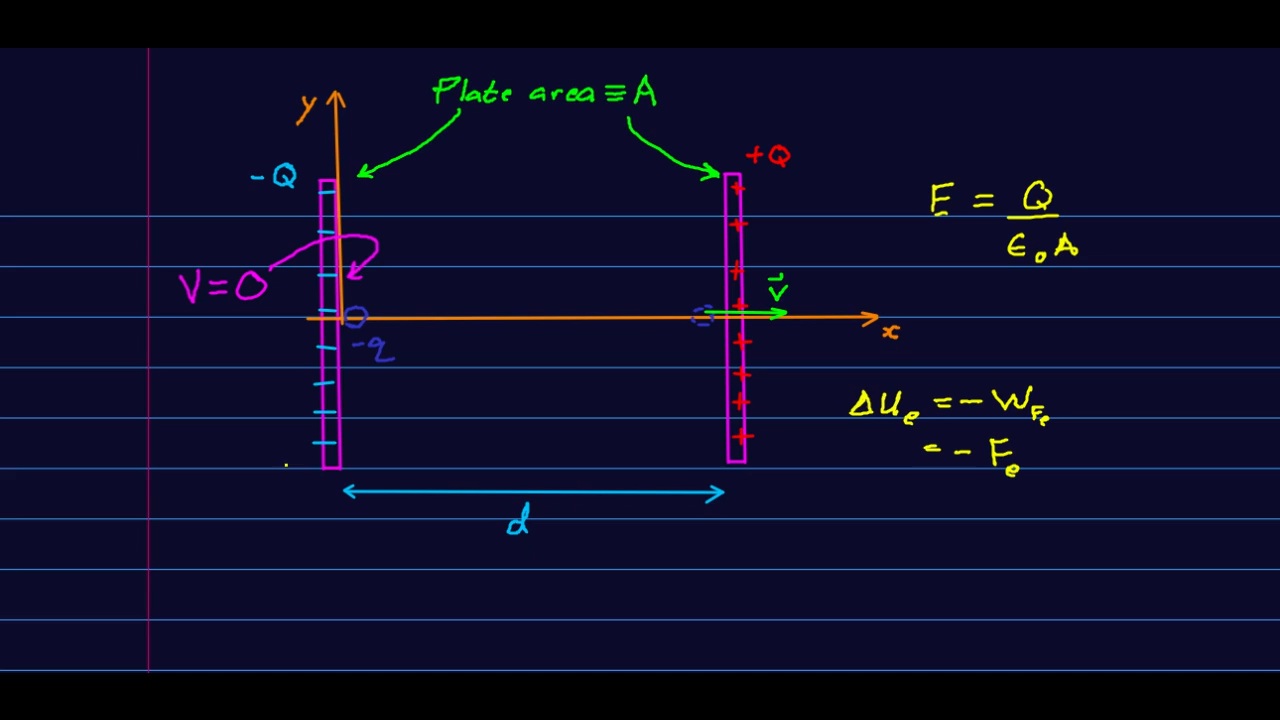 Plate area ≡ A
y
-Q
+Q
E = Q / ε₀A
V=0
v⃗
x
-q
ΔUₑ = - W_Fₑ
= - Fₑ
d